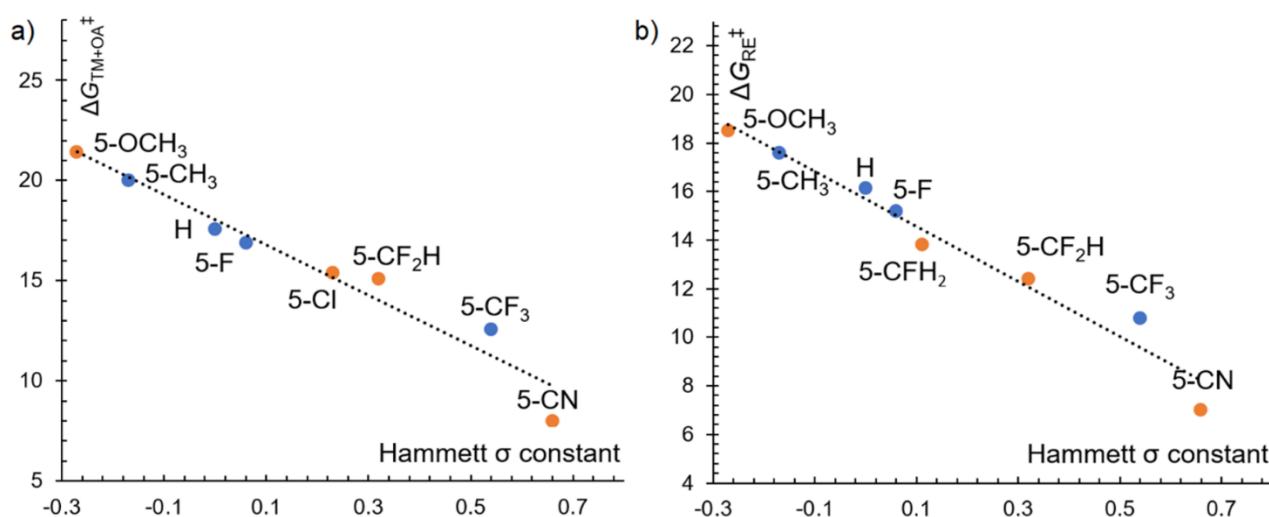 a)
ΔG_TM+OA‡
25
20
15
10
5
5-OCH₃
5-CH₃
H
5-F
5-Cl
5-CF₂H
5-CF₃
5-CN
Hammett σ constant
-0.3 -0.1 0.1 0.3 0.5 0.7
b)
ΔG_RE‡
22
20
18
16
14
12
10
8
6
4
5-OCH₃
5-CH₃
H
5-F
5-CFH₂
5-CF₂H
5-CF₃
5-CN
Hammett σ constant
-0.3 -0.1 0.1 0.3 0.5 0.7